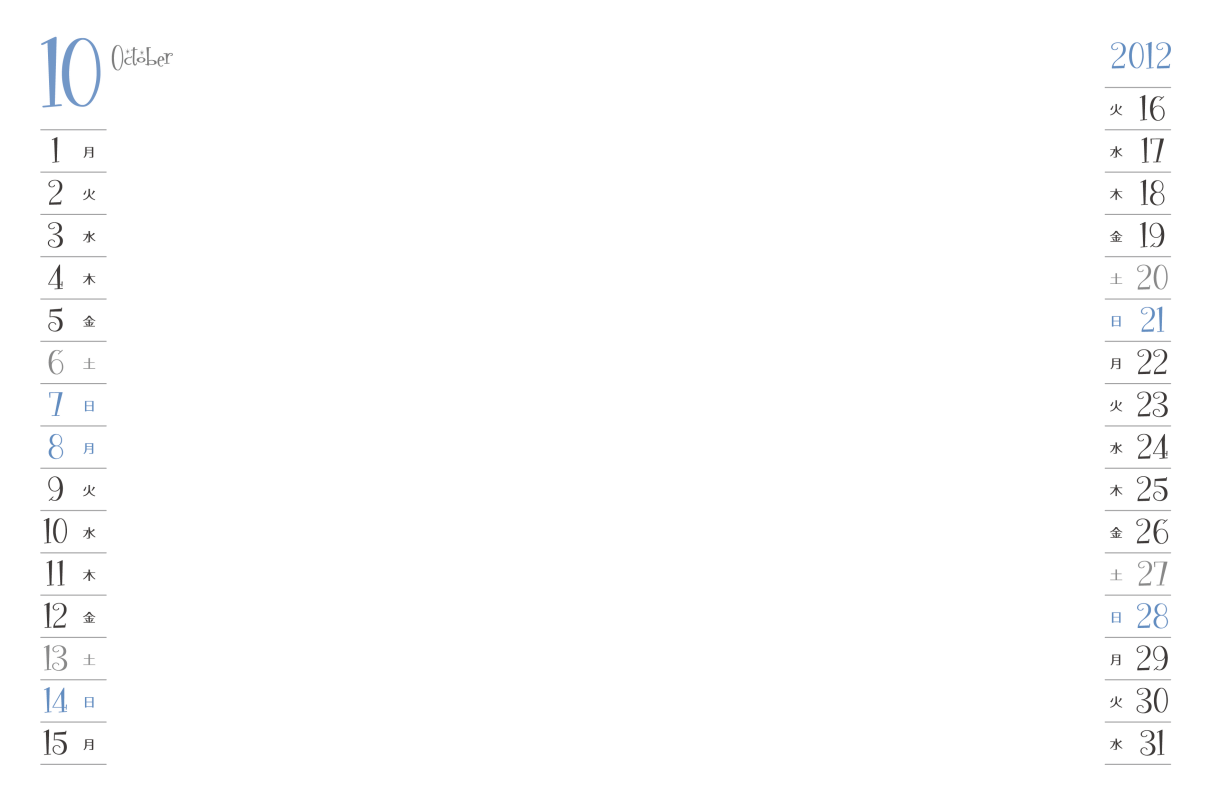 10 October
1 月
2 火
3 水
4 木
5 金
6 土
7 日
8 月
9 火
10 水
11 木
12 金
13 土
14 日
15 月
2012
火 16
水 17
木 18
金 19
土 20
日 21
月 22
火 23
水 24
木 25
金 26
土 27
日 28
月 29
火 30
水 31